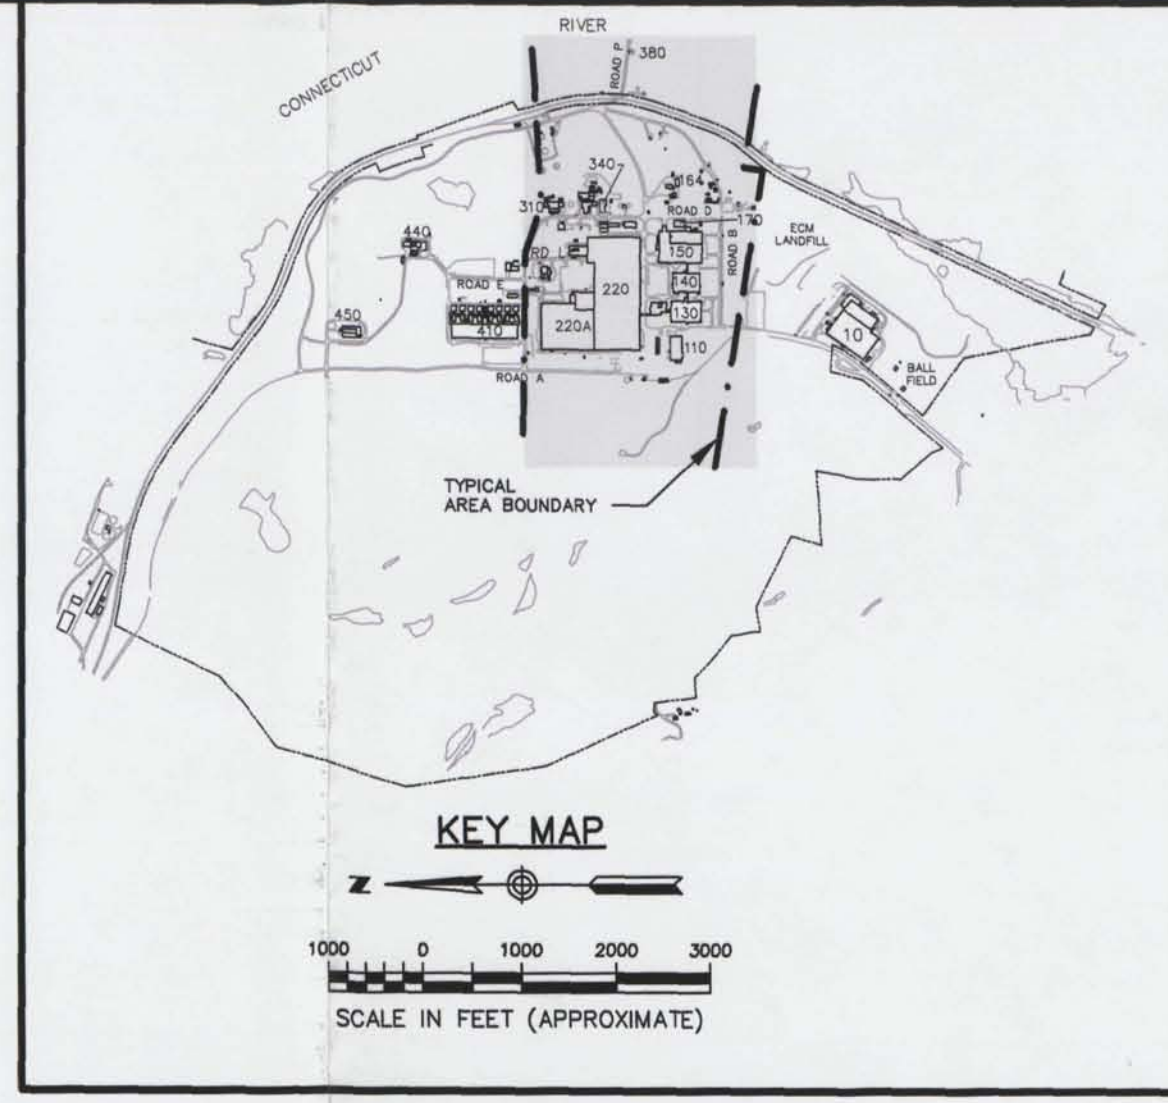 RIVER
CONNECTICUT
ROAD P
380
340
17
164
310
ROAD D
170
440
RD L
150
ROAD B
ECM
LANDFILL
ROAD E
220
140
450
410
220A
130
10
110
ROAD A
BALL
FIELD
TYPICAL
AREA BOUNDARY
KEY MAP
N
1000 0 1000 2000 3000
SCALE IN FEET (APPROXIMATE)